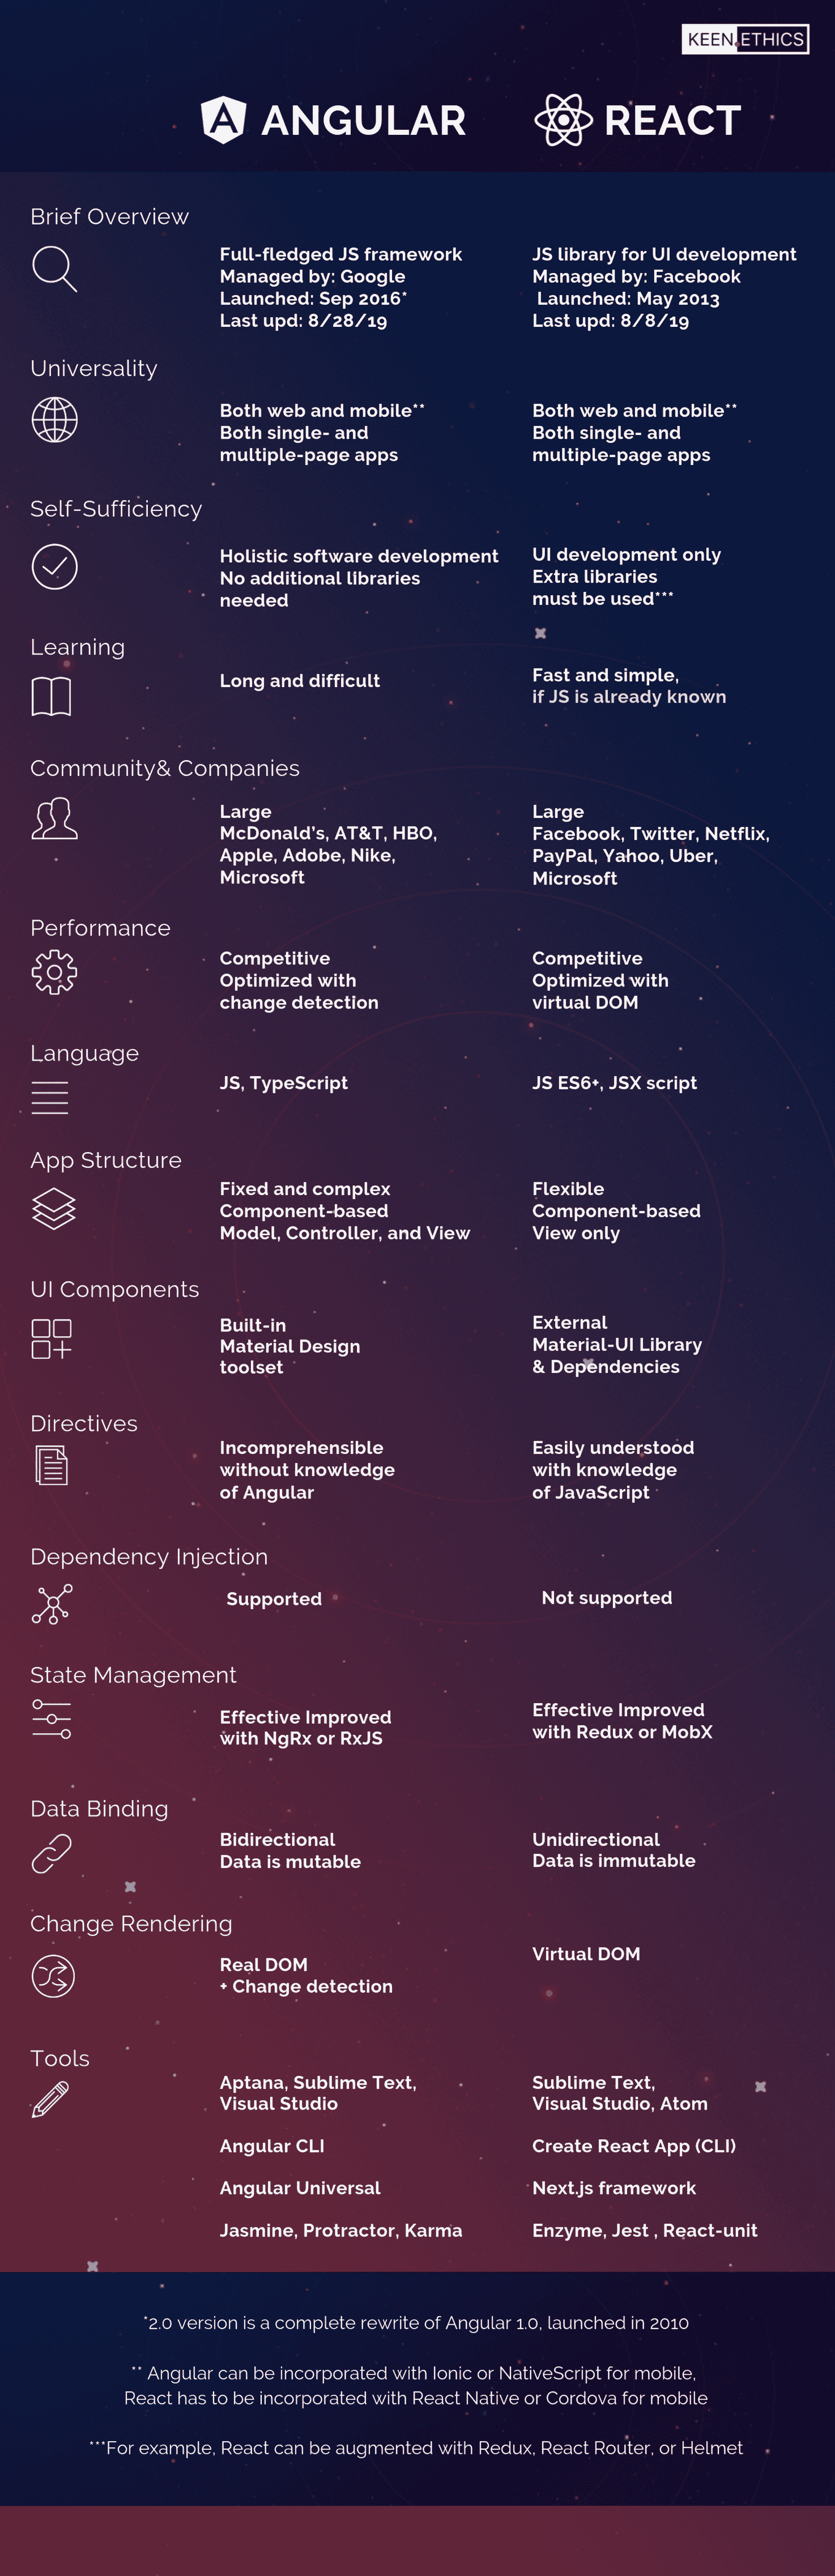 KEEN ETHICS
ANGULAR
REACT
Brief Overview
Full-fledged JS framework
Managed by: Google
Launched: Sep 2016*
Last upd: 8/28/19
JS library for UI development
Managed by: Facebook
Launched: May 2013
Last upd: 8/8/19
Universality
Both web and mobile**
Both single- and
multiple-page apps
Both web and mobile**
Both single- and
multiple-page apps
Self-Sufficiency
Holistic software development
No additional libraries
needed
UI development only
Extra libraries
must be used***
Learning
Long and difficult
Fast and simple,
if JS is already known
Community& Companies
Large
McDonald's, AT&T, HBO,
Apple, Adobe, Nike,
Microsoft
Large
Facebook, Twitter, Netflix,
PayPal, Yahoo, Uber,
Microsoft
Performance
Competitive
Optimized with
change detection
Competitive
Optimized with
virtual DOM
Language
JS, TypeScript
JS ES6+, JSX script
App Structure
Fixed and complex
Component-based
Model, Controller, and View
Flexible
Component-based
View only
UI Components
Built-in
Material Design
toolset
External
Material-UI Library
& Dependencies
Directives
Incomprehensible
without knowledge
of Angular
Easily understood
with knowledge
of JavaScript
Dependency Injection
Supported
Not supported
State Management
Effective Improved
with NgRx or RxJS
Effective Improved
with Redux or MobX
Data Binding
Bidirectional
Data is mutable
Unidirectional
Data is immutable
Change Rendering
Real DOM
+ Change detection
Virtual DOM
Tools
Aptana, Sublime Text,
Visual Studio
Angular CLI
Angular Universal
Jasmine, Protractor, Karma
Sublime Text,
Visual Studio, Atom
Create React App (CLI)
Next.js framework
Enzyme, Jest , React-unit
*2.0 version is a complete rewrite of Angular 1.0, launched in 2010
** Angular can be incorporated with Ionic or NativeScript for mobile,
React has to be incorporated with React Native or Cordova for mobile
***For example, React can be augmented with Redux, React Router, or Helmet